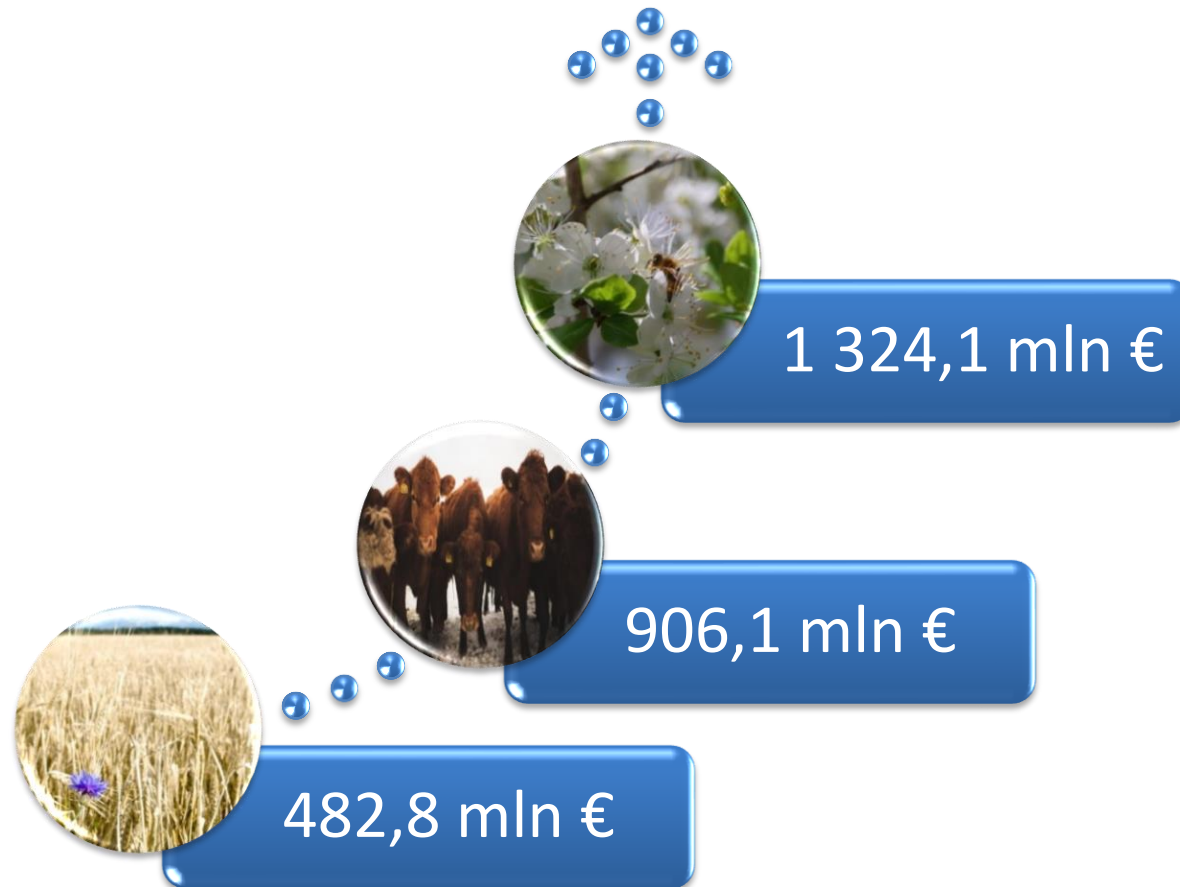 1 324,1 mln €
906,1 mln €
482,8 mln €